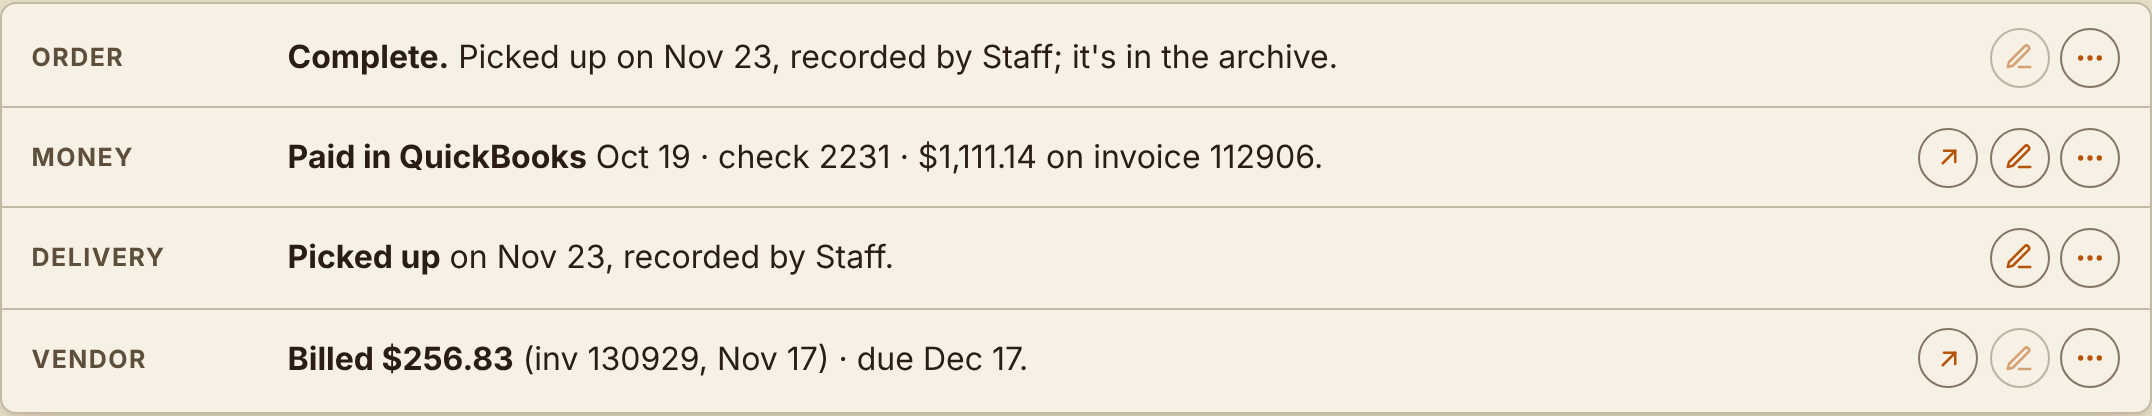 ORDER Complete. Picked up on Nov 23, recorded by Staff; it's in the archive.
MONEY Paid in QuickBooks Oct 19 · check 2231 · $1,111.14 on invoice 112906.
DELIVERY Picked up on Nov 23, recorded by Staff.
VENDOR Billed $256.83 (inv 130929, Nov 17) · due Dec 17.